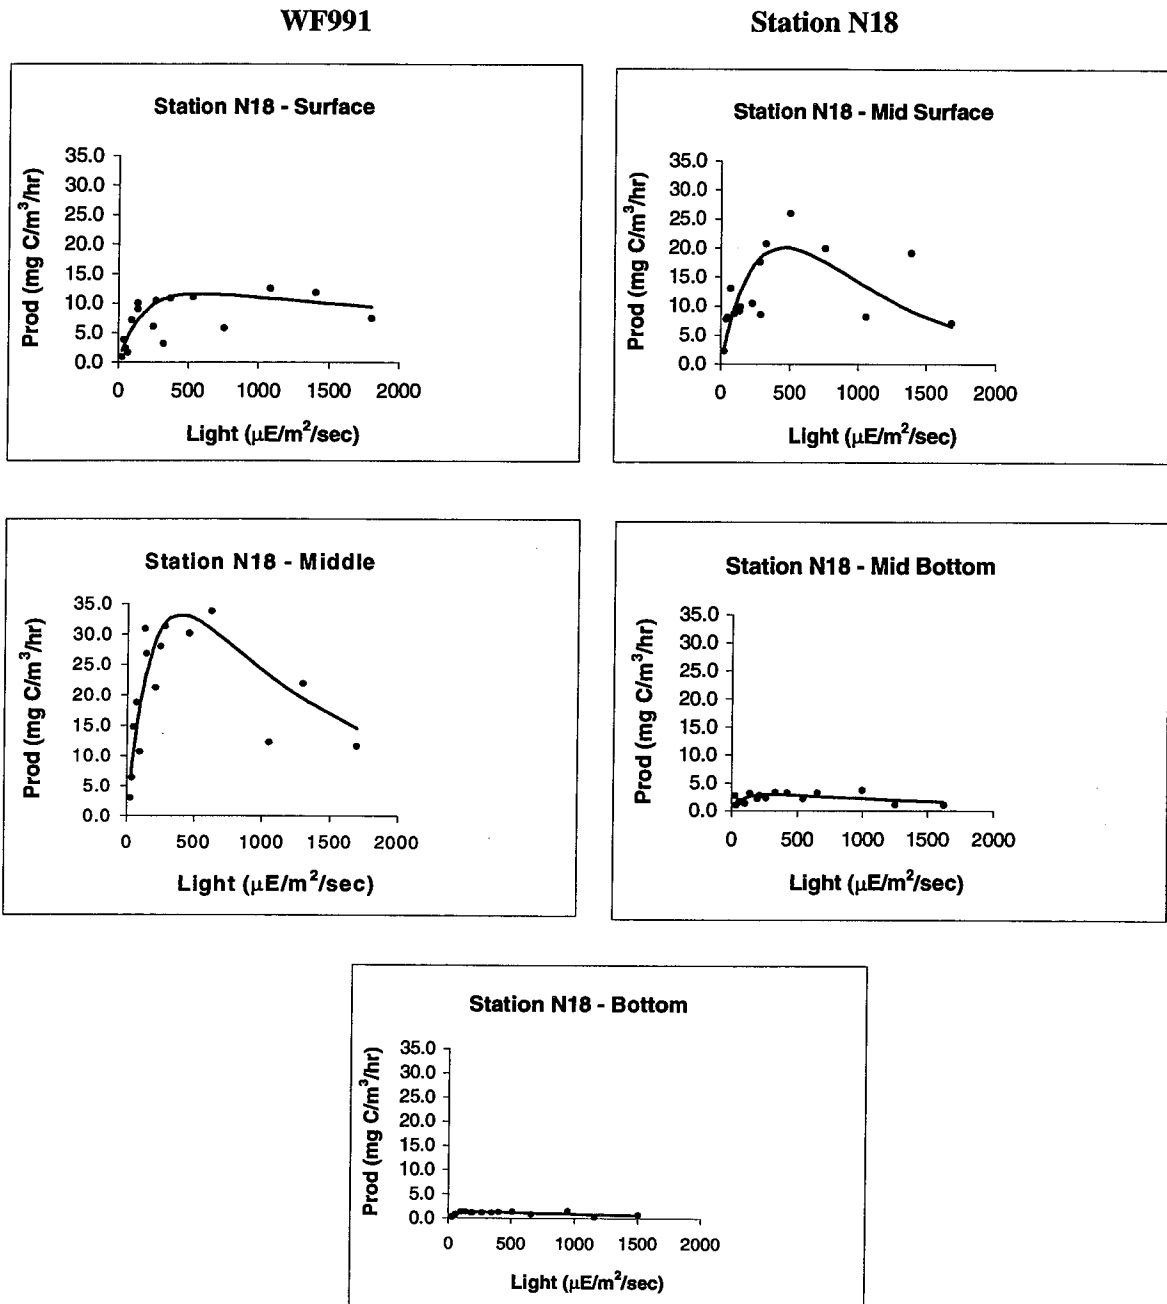 WF991 Station N18
Station N18 - Surface
35.0
30.0
25.0
20.0
15.0
10.0
5.0
0.0
0 500 1000 1500 2000
Prod (mg C/m³/hr)
Light (µE/m²/sec)
Station N18 - Mid Surface
35.0
30.0
25.0
20.0
15.0
10.0
5.0
0.0
0 500 1000 1500 2000
Prod (mg C/m³/hr)
Light (µE/m²/sec)
Station N18 - Middle
35.0
30.0
25.0
20.0
15.0
10.0
5.0
0.0
0 500 1000 1500 2000
Prod (mg C/m³/hr)
Light (µE/m²/sec)
Station N18 - Mid Bottom
35.0
30.0
25.0
20.0
15.0
10.0
5.0
0.0
0 500 1000 1500 2000
Prod (mg C/m³/hr)
Light (µE/m²/sec)
Station N18 - Bottom
35.0
30.0
25.0
20.0
15.0
10.0
5.0
0.0
0 500 1000 1500 2000
Prod (mg C/m³/hr)
Light (µE/m²/sec)